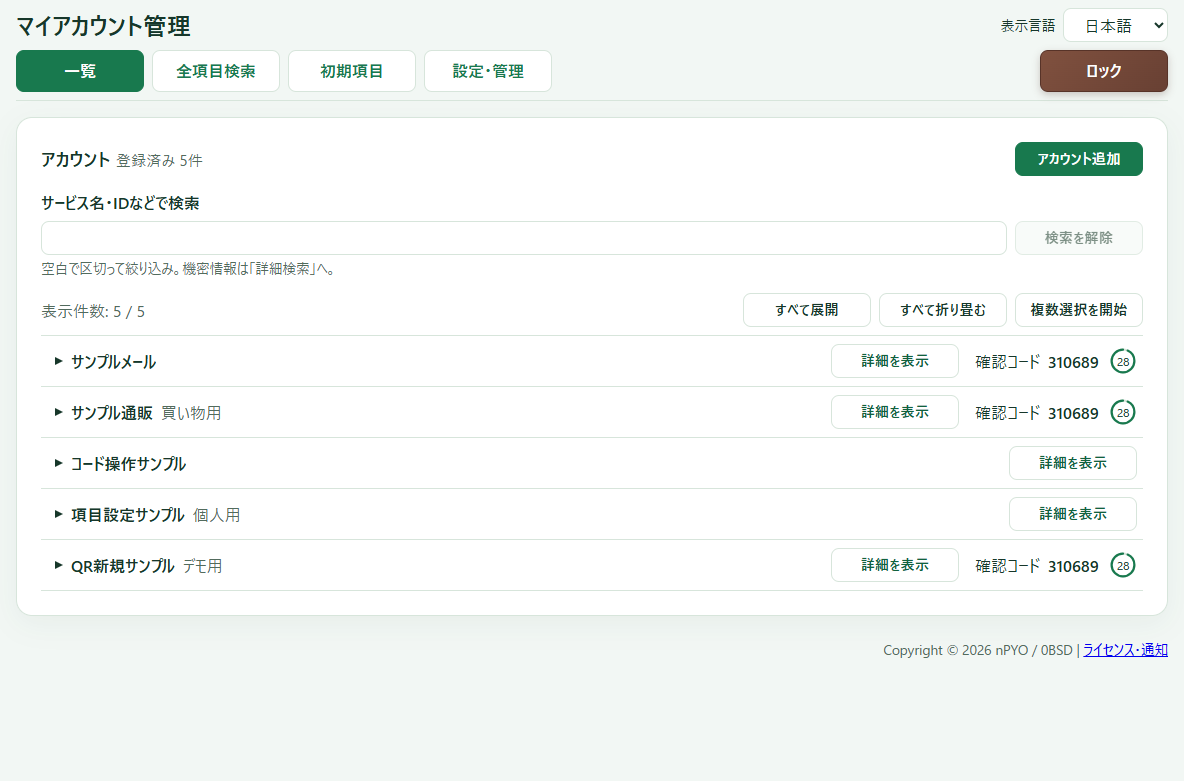 マイアカウント管理
表示言語 日本語
一覧 全項目検索 初期項目 設定・管理 ロック
アカウント 登録済み 5件 アカウント追加
サービス名・IDなどで検索
検索を解除
空白で区切って絞り込み。機密情報は「詳細検索」へ。
表示件数: 5 / 5 すべて展開 すべて折り畳む 複数選択を開始
サンプルメール 詳細を表示 確認コード 310689 28
サンプル通販 買い物用 詳細を表示 確認コード 310689 28
コード操作サンプル 詳細を表示
項目設定サンプル 個人用 詳細を表示
QR新規サンプル デモ用 詳細を表示 確認コード 310689 28
Copyright © 2026 nPYO / 0BSD | ライセンス・通知